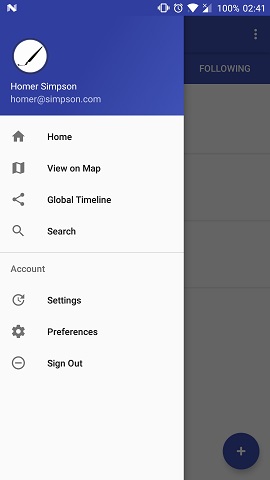 100% 02:41
Homer Simpson
homer@simpson.com
FOLLOWING
Home
View on Map
Global Timeline
Search
Account
Settings
Preferences
Sign Out